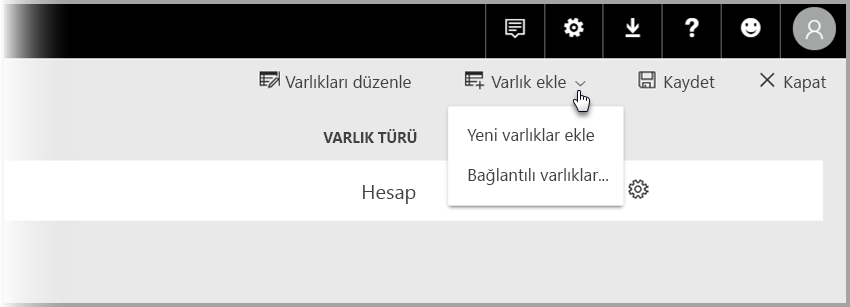 Varlıkları düzenle
Varlık ekle
Kaydet
Kapat
VARLIK TÜRÜ
Yeni varlıklar ekle
Bağlantılı varlıklar...
Hesap